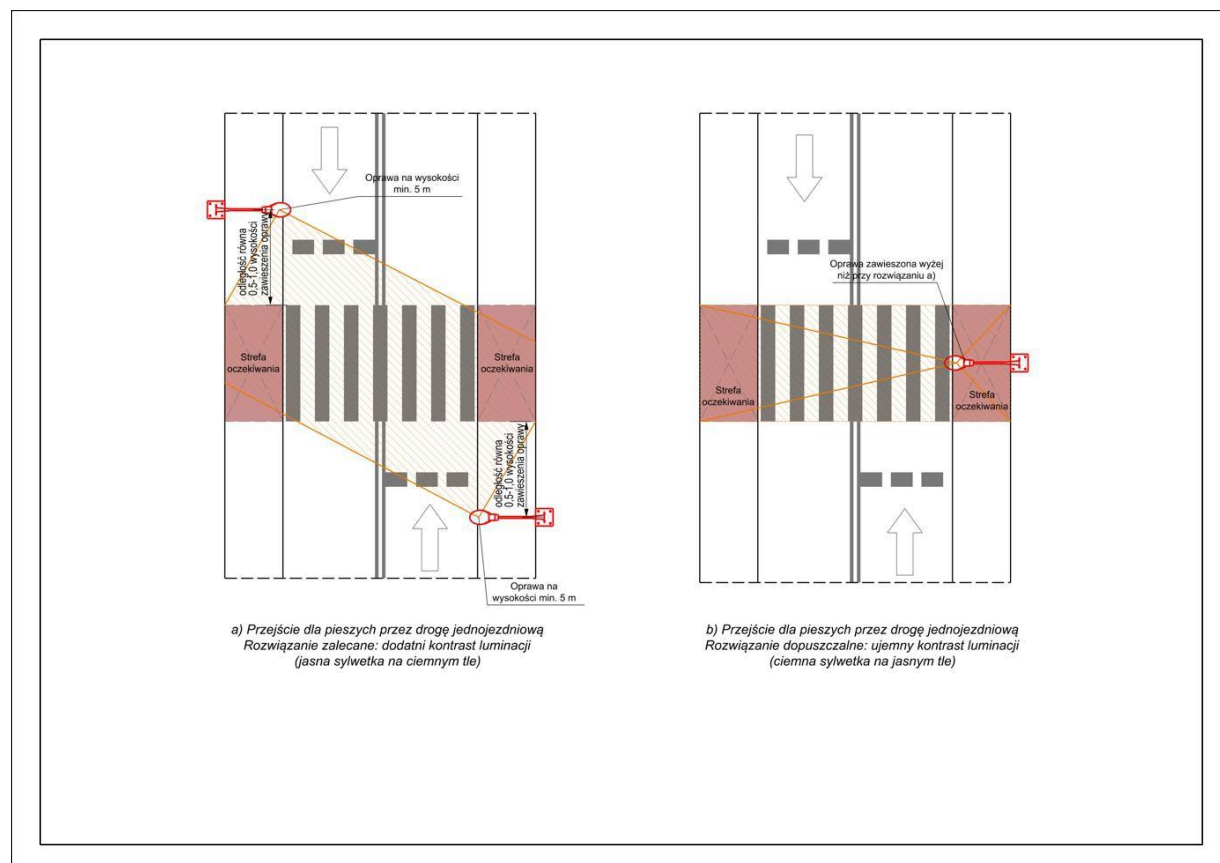 Oprawa na wysokości
min. 5 m
odległość równa
0,5-1,0 wysokości
zawieszenia oprawy
Strefa
oczekiwania
Strefa
oczekiwania
odległość równa
0,5-1,0 wysokości
zawieszenia oprawy
Oprawa na
wysokości min. 5 m
a) Przejście dla pieszych przez drogę jednojezdniową
Rozwiązanie zalecane: dodatni kontrast luminacji
(jasna sylwetka na ciemnym tle)
Oprawa zawieszona wyżej
niż przy rozwiązaniu a)
Strefa
oczekiwania
Strefa
oczekiwania
b) Przejście dla pieszych przez drogę jednojezdniową
Rozwiązanie dopuszczalne: ujemny kontrast luminacji
(ciemna sylwetka na jasnym tle)